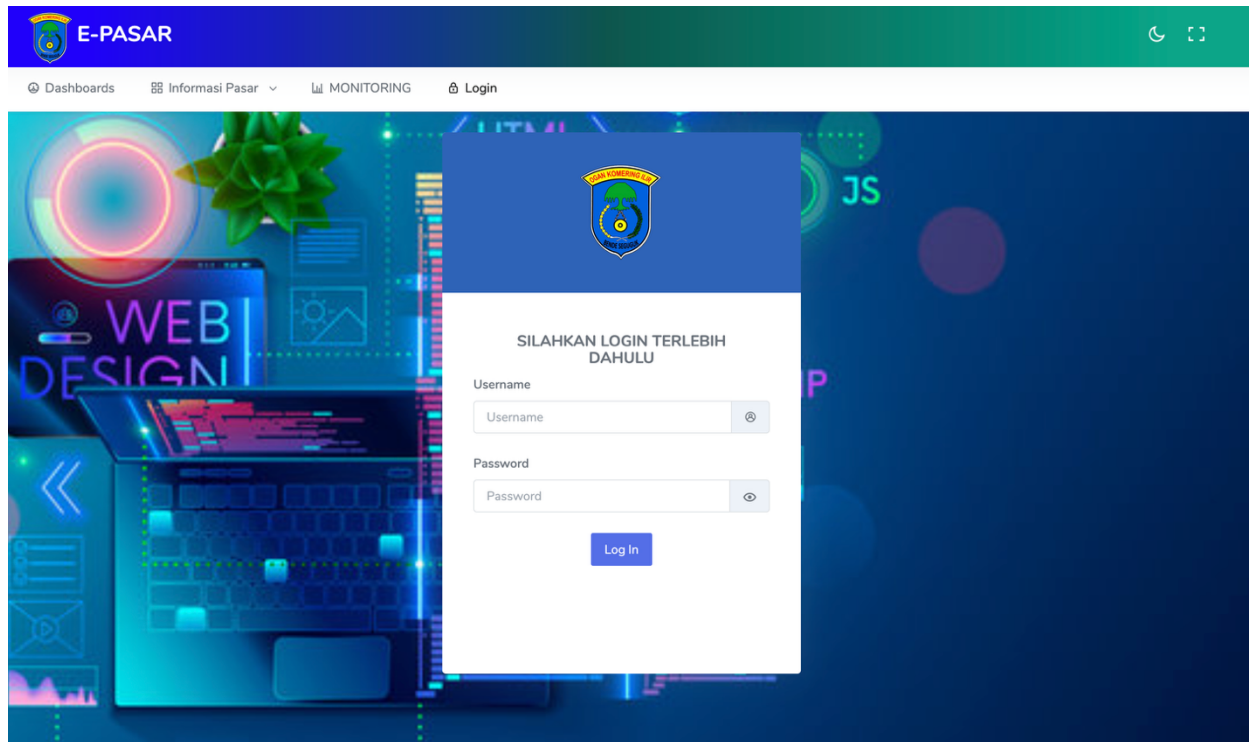 E-PASAR
Dashboards Informasi Pasar MONITORING Login
HTML
JS
OGAN KOMERING ILIR
WEB
DESIGN
SILAHKAN LOGIN TERLEBIH
DAHULU
Username
Username
Password
Password
Log In